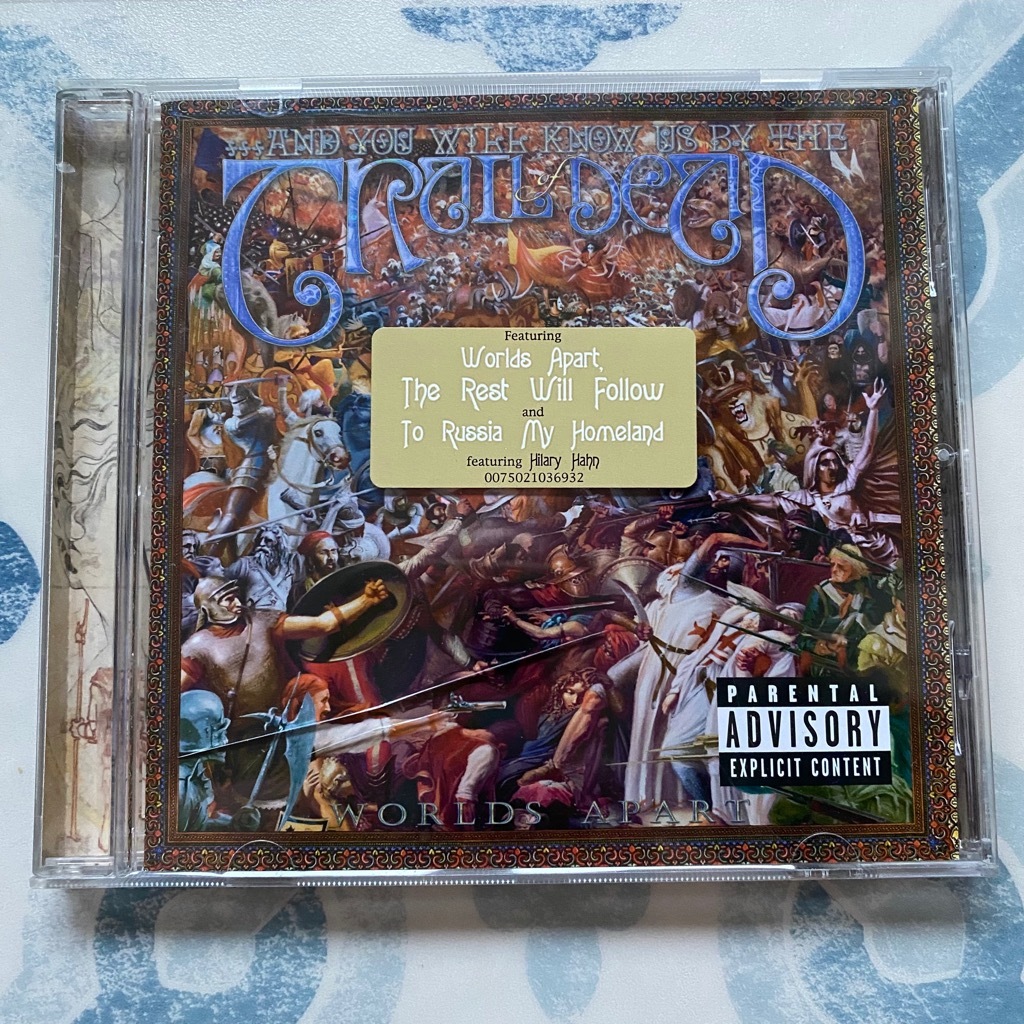 ...AND YOU WILL KNOW US BY THE
TRAIL of DEAD
Featuring
Worlds Apart,
The Rest Will Follow
and
To Russia My Homeland
featuring Hilary Hahn
0075021036932
PARENTAL
ADVISORY
EXPLICIT CONTENT
WORLDS APART